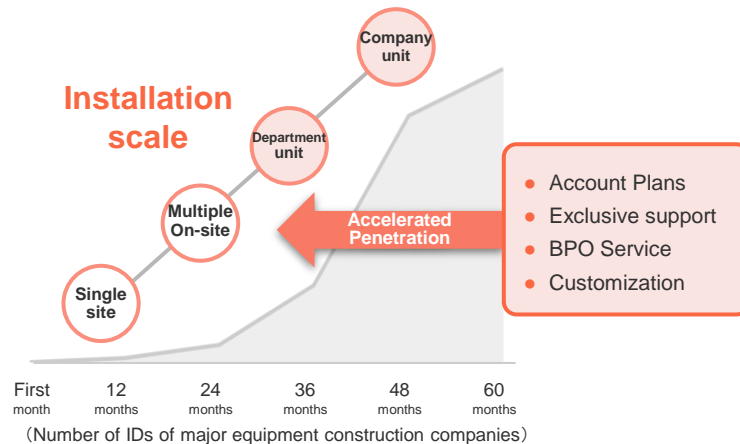 Company
unit
Installation
scale
Department
unit
Multiple
On-site
Single
site
Accelerated
Penetration
Account Plans
Exclusive support
BPO Service
Customization
First
month
12
months
24
months
36
months
48
months
60
months
（Number of IDs of major equipment construction companies）